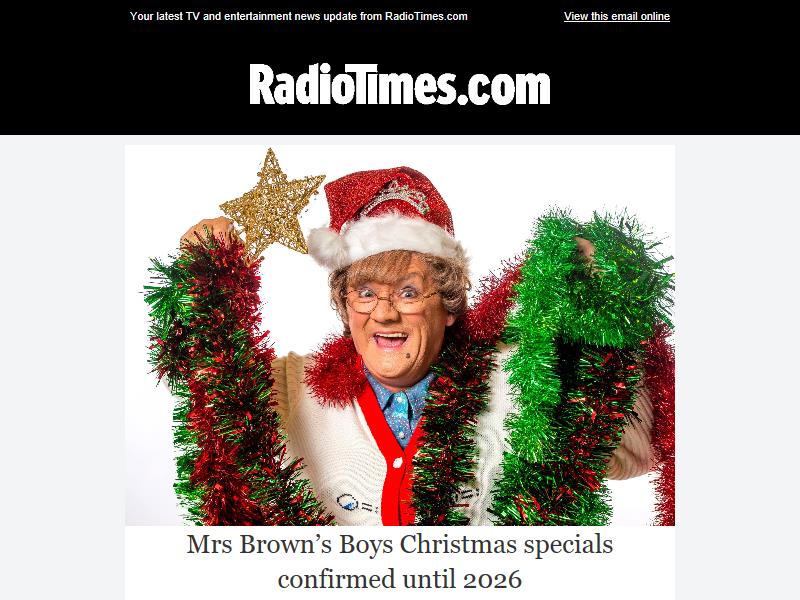 Your latest TV and entertainment news update from RadioTimes.com
View this email online
RadioTimes.com
Mrs Brown’s Boys Christmas specials
confirmed until 2026